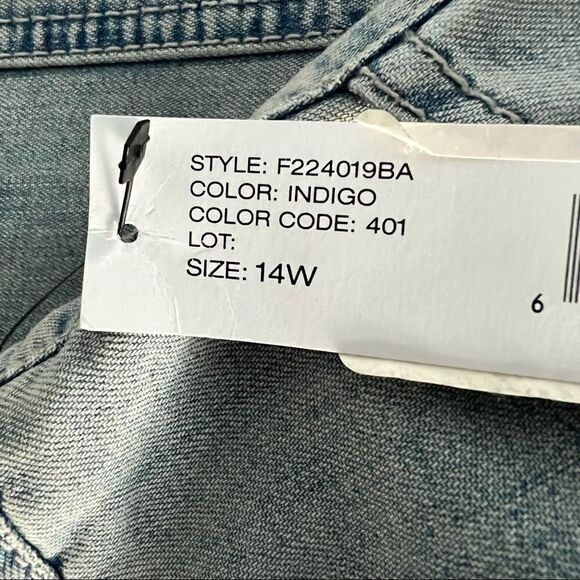 STYLE: F224019BA
COLOR: INDIGO
COLOR CODE: 401
LOT:
SIZE: 14W
6